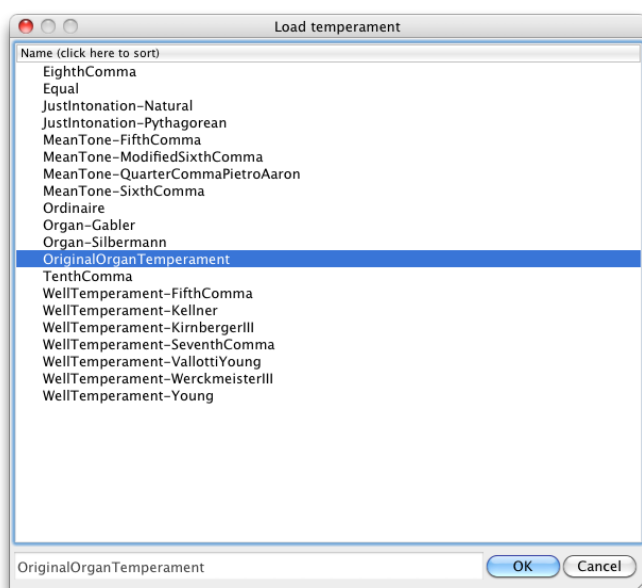 Load temperament
Name (click here to sort)
EighthComma
Equal
JustIntonation-Natural
JustIntonation-Pythagorean
MeanTone-FifthComma
MeanTone-ModifiedSixthComma
MeanTone-QuarterCommaPietroAaron
MeanTone-SixthComma
Ordinaire
Organ-Gabler
Organ-Silbermann
OriginalOrganTemperament
TenthComma
WellTemperament-FifthComma
WellTemperament-Kellner
WellTemperament-KirnbergerIII
WellTemperament-SeventhComma
WellTemperament-VallottiYoung
WellTemperament-WerckmeisterIII
WellTemperament-Young
OriginalOrganTemperament OK Cancel